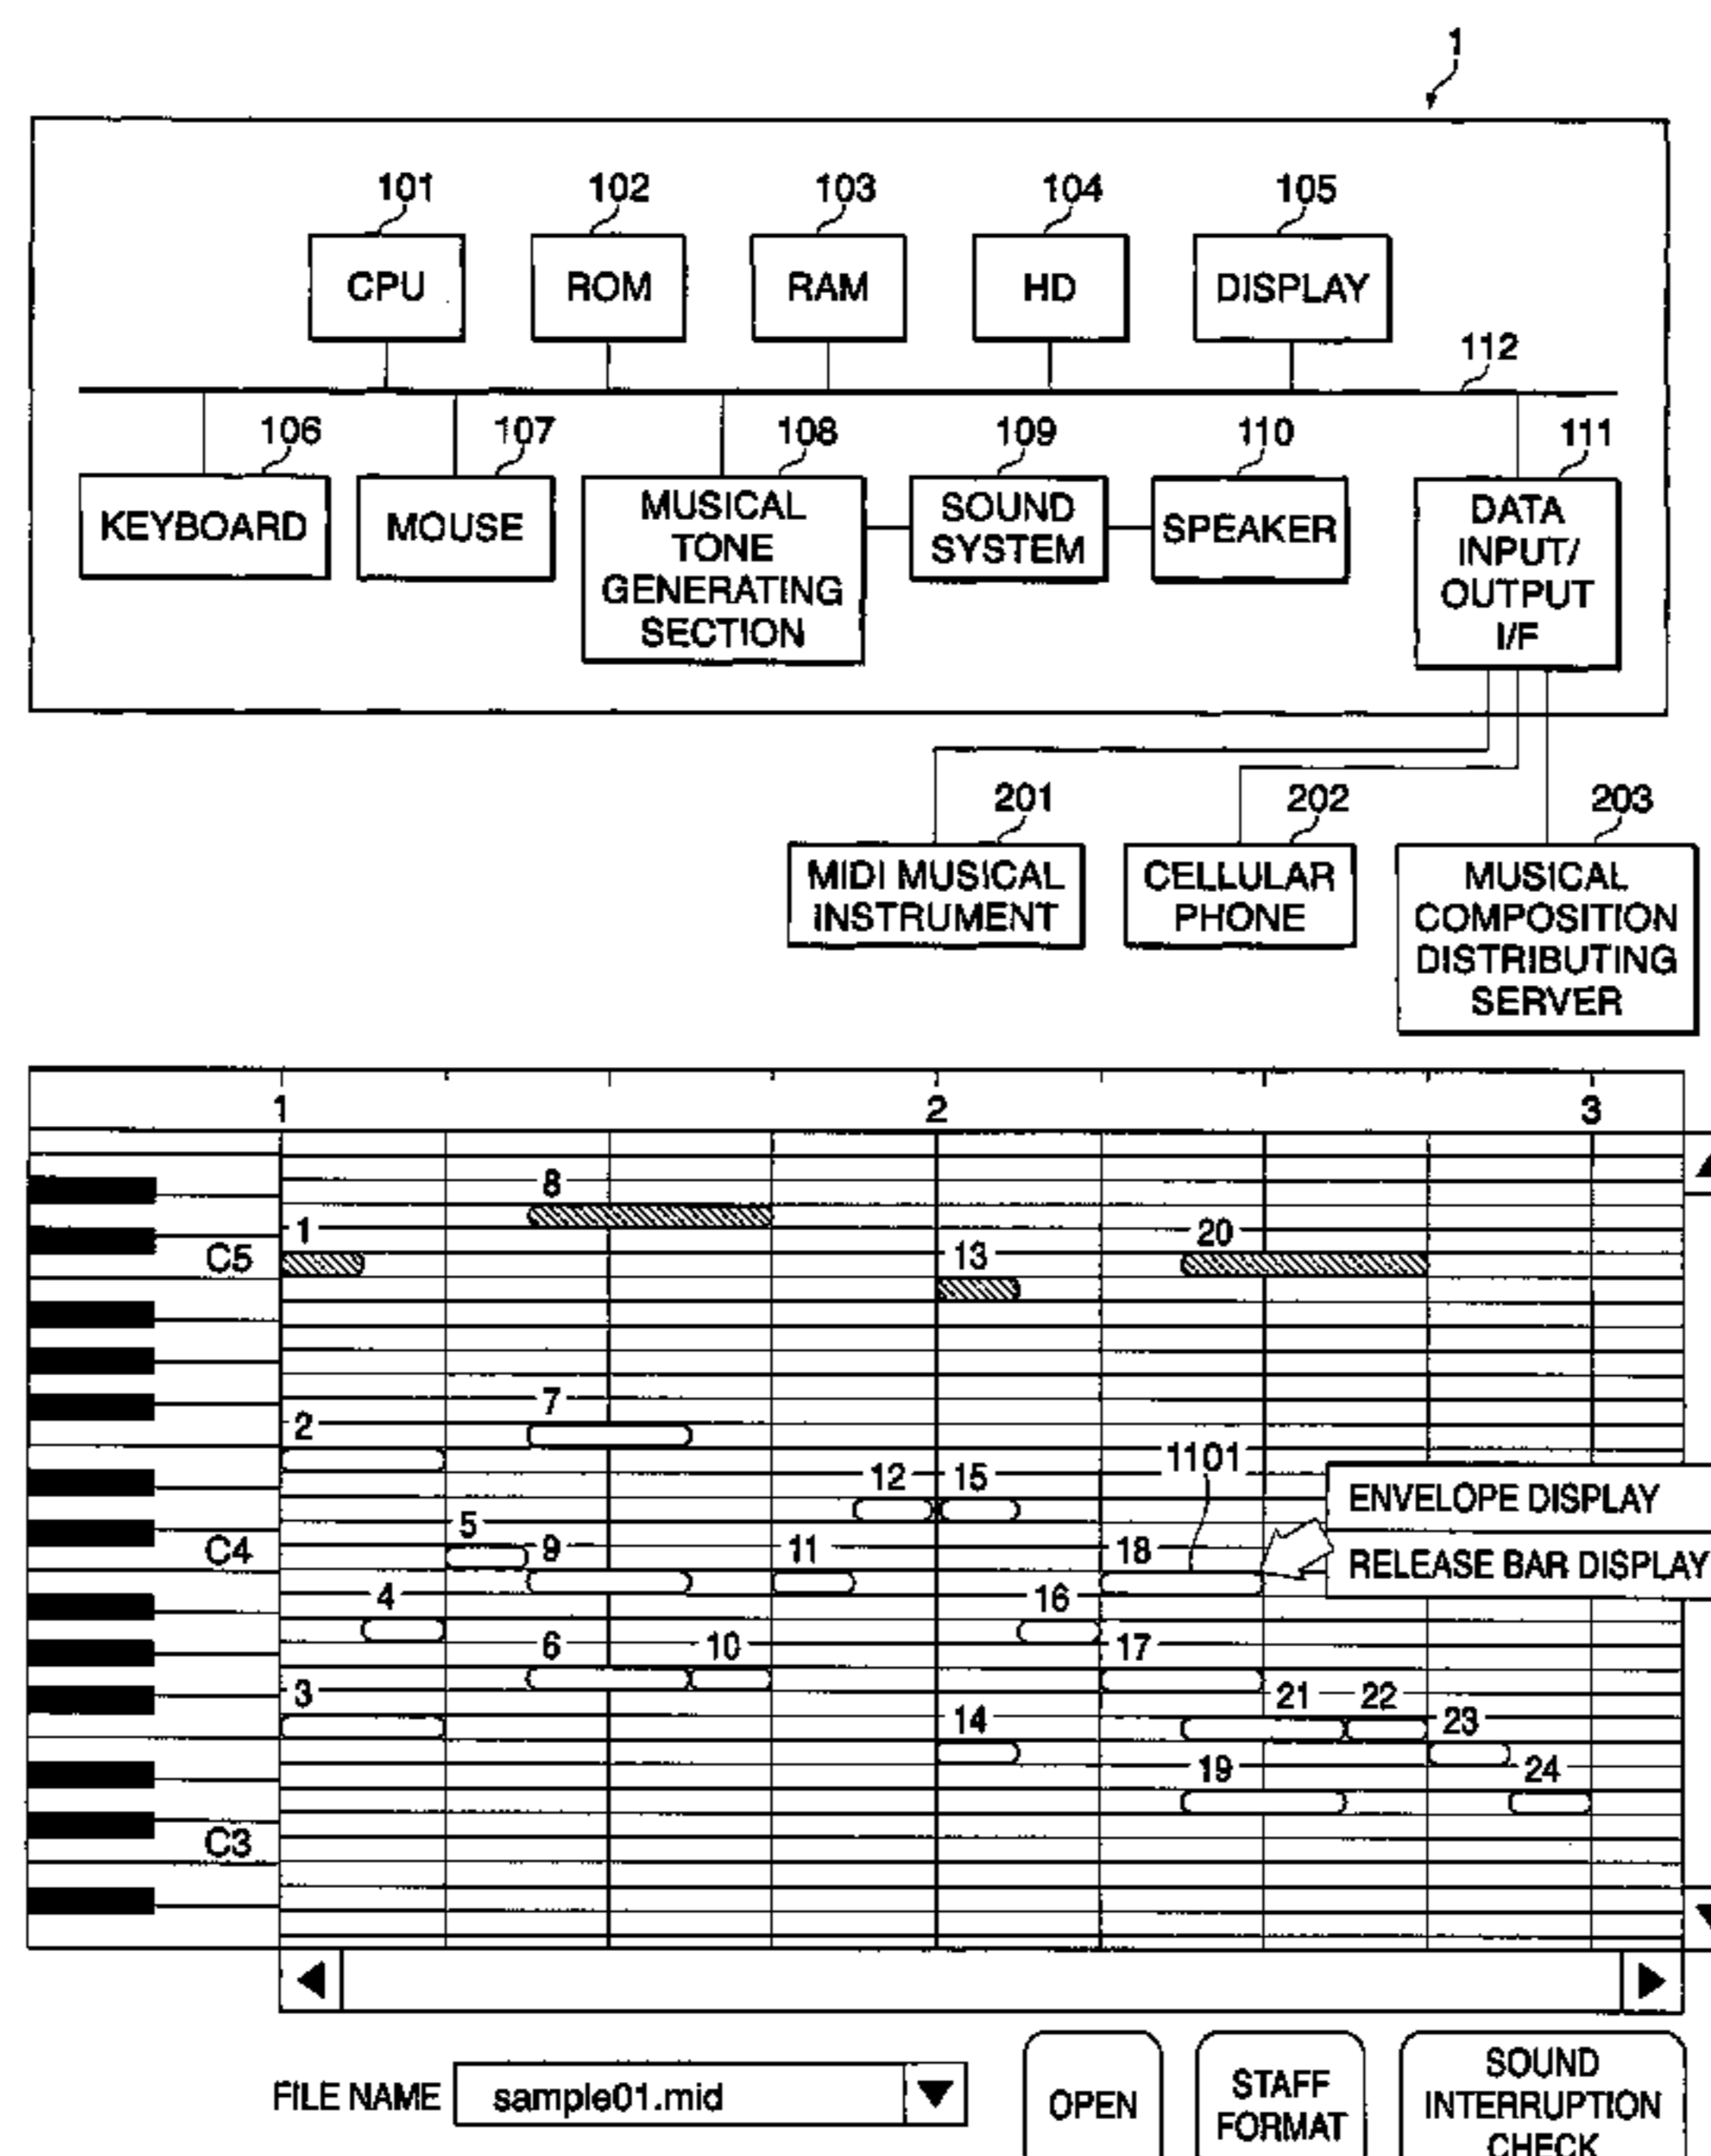 1
101 102 103 104 105
CPU ROM RAM HD DISPLAY
112
106 107 108 109 110 111
KEYBOARD
MOUSE
MUSICAL
TONE
GENERATING
SECTION
SOUND
SYSTEM
SPEAKER
DATA
INPUT/
OUTPUT
I/F
201 202 203
MIDI MUSICAL
INSTRUMENT
CELLULAR
PHONE
MUSICAL
COMPOSITION
DISTRIBUTING
SERVER
1 2 3
8
1 20
C5 13
7
2
1101
12 15
ENVELOPE DISPLAY
5
C4 9 11 18
RELEASE BAR DISPLAY
4 16
6 10 17
3 21 22
14 23
19 24
C3
FILE NAME sample01.mid
OPEN
STAFF
FORMAT
SOUND
INTERRUPTION
CHECK